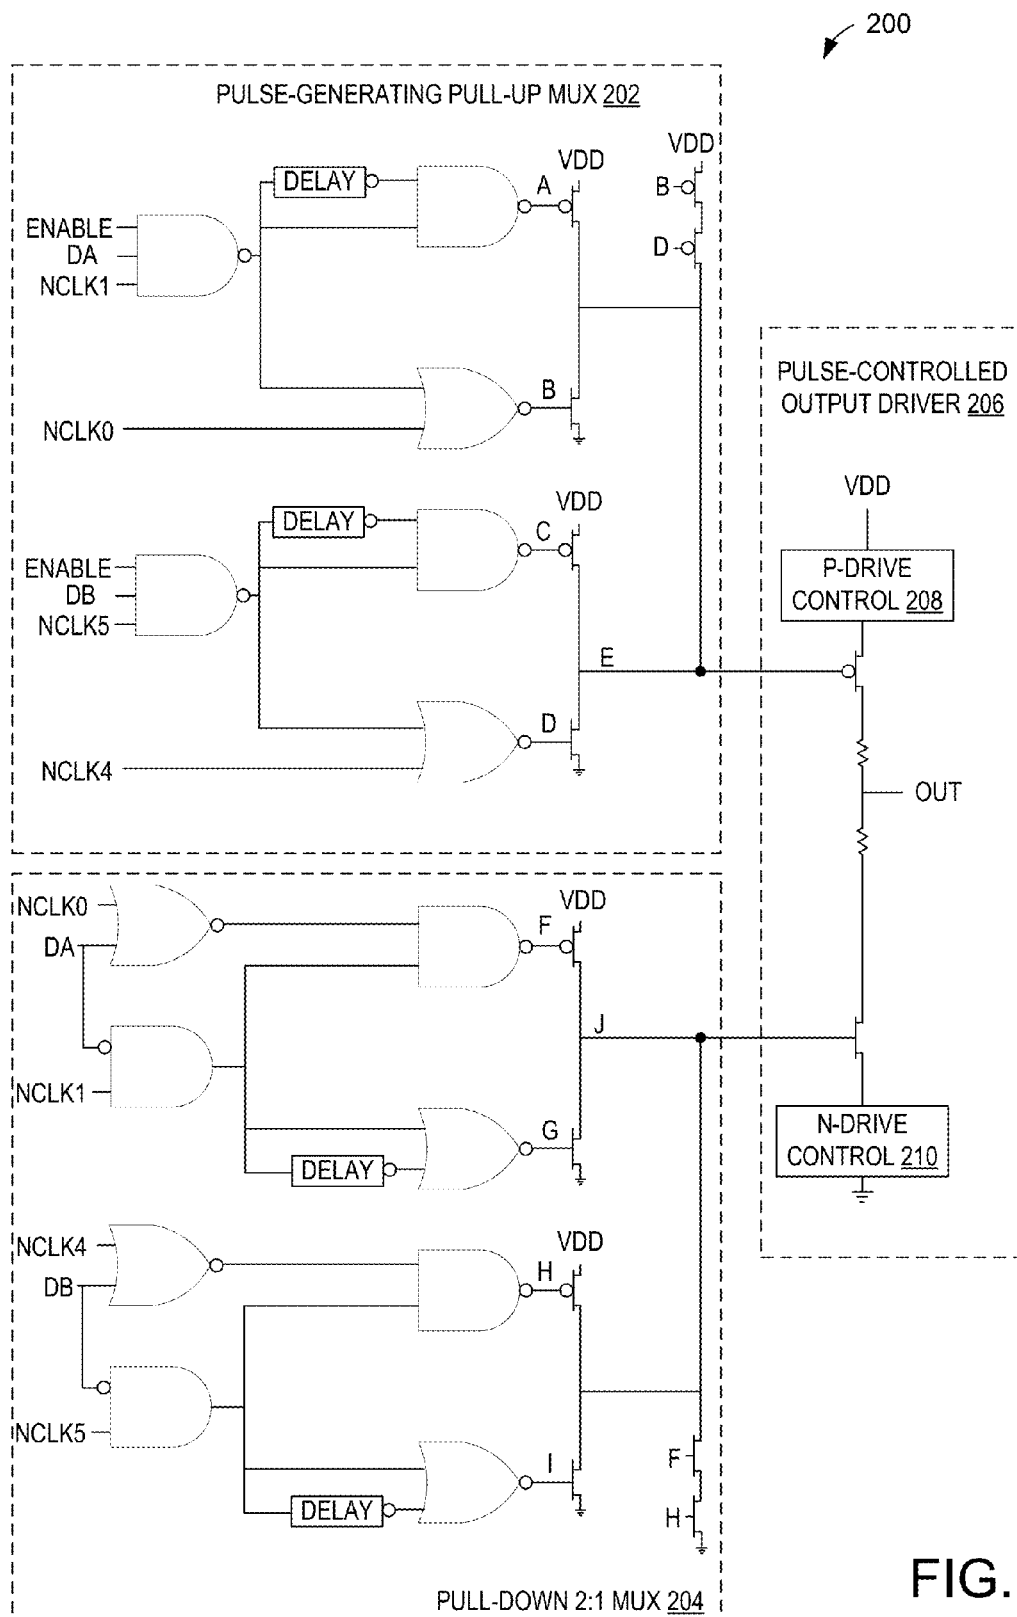 200
PULSE-GENERATING PULL-UP MUX 202
VDD
VDD
DELAY
A
B
ENABLE
DA
NCLK1
D
B
NCLK0
PULSE-CONTROLLED
OUTPUT DRIVER 206
VDD
DELAY
VDD
C
ENABLE
DB
NCLK5
P-DRIVE
CONTROL 208
E
D
NCLK4
OUT
NCLK0
DA
F
VDD
J
NCLK1
G
DELAY
N-DRIVE
CONTROL 210
NCLK4
DB
VDD
H
NCLK5
F
I
DELAY
H
PULL-DOWN 2:1 MUX 204
FIG.